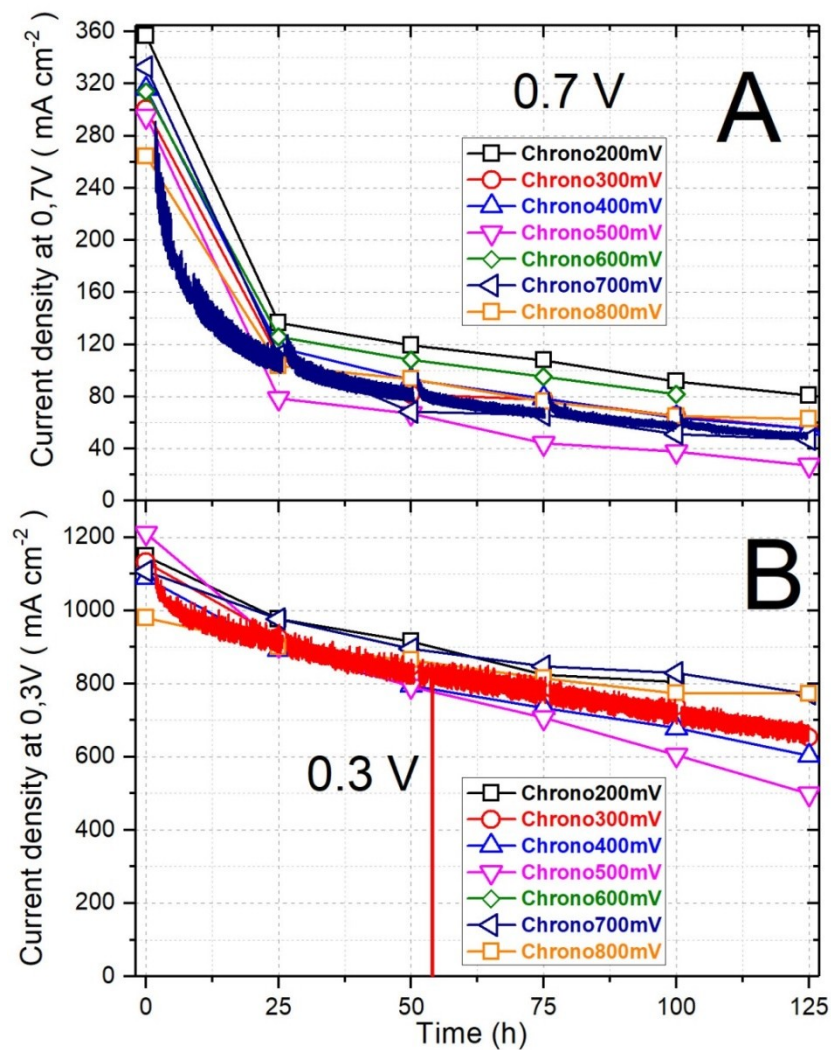 360
320
280
240
200
160
120
80
40
0
Current density at 0,7V ( mA cm⁻²)
0.7 V
A
Chrono200mV
Chrono300mV
Chrono400mV
Chrono500mV
Chrono600mV
Chrono700mV
Chrono800mV
1200
1000
800
600
400
200
0
Current density at 0,3V ( mA cm⁻²)
B
0.3 V
Chrono200mV
Chrono300mV
Chrono400mV
Chrono500mV
Chrono600mV
Chrono700mV
Chrono800mV
0 25 50 75 100 125
Time (h)